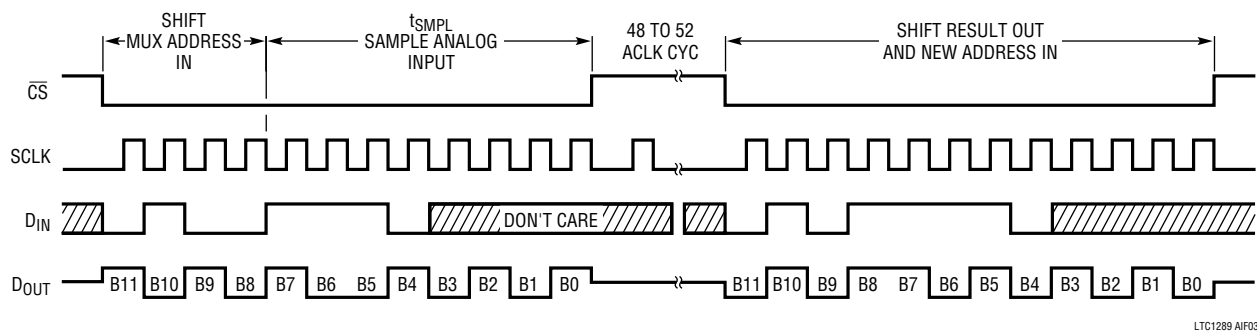 SHIFT
MUX ADDRESS
IN
tSMPL
SAMPLE ANALOG
INPUT
48 TO 52
ACLK CYC
SHIFT RESULT OUT
AND NEW ADDRESS IN
CS
SCLK
DIN
DON'T CARE
DOUT
B11 B10 B9 B8 B7 B6 B5 B4 B3 B2 B1 B0
B11 B10 B9 B8 B7 B6 B5 B4 B3 B2 B1 B0
LTC1289 AIF03